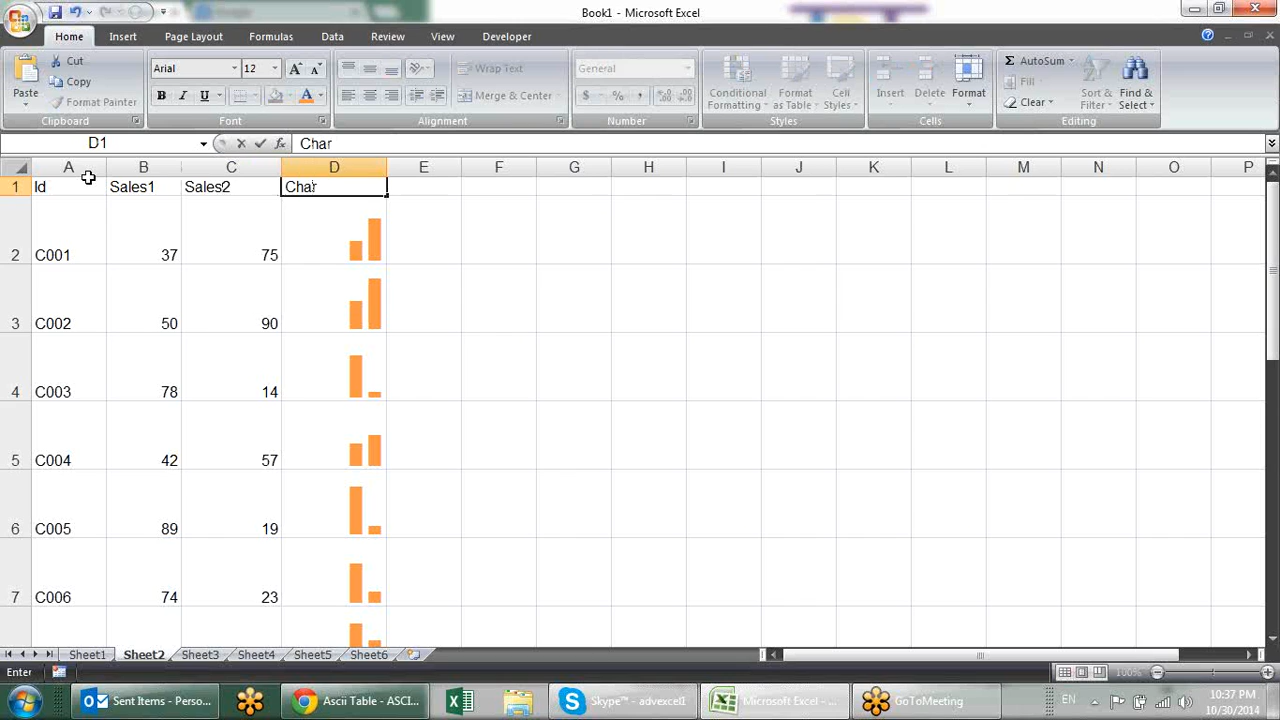 Book1 - Microsoft Excel
Home Insert Page Layout Formulas Data Review View Developer
Paste
Cut
Copy
Format Painter
Clipboard
Arial 12
B I U
Font
Wrap Text
Merge & Center
Alignment
General
$ % ,
Number
Conditional Formatting
Format as Table
Cell Styles
Styles
Insert Delete Format
Cells
Σ AutoSum
Fill
Clear
Sort & Filter
Find & Select
Editing
D1 fx Char
A B C D E F G H I J K L M N O P
1 Id Sales1 Sales2 Char
2 C001 37 75
3 C002 50 90
4 C003 78 14
5 C004 42 57
6 C005 89 19
7 C006 74 23
Sheet1 Sheet2 Sheet3 Sheet4 Sheet5 Sheet6
Enter 100%
Sent Items - Perso... Ascii Table - ASCI... Skype™ - advexcel1 Microsoft Excel - ... GoToMeeting EN 10:37 PM
10/30/2014